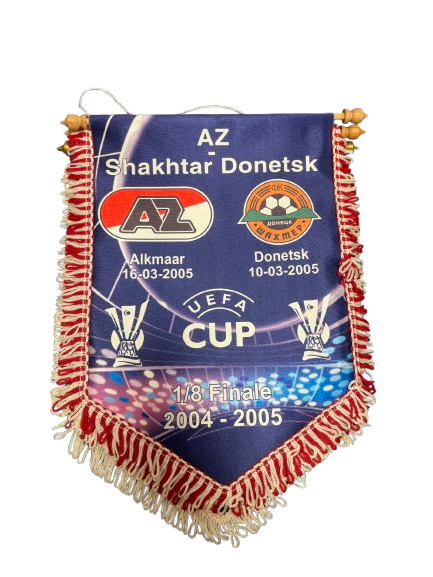 AZ
-
Shakhtar Donetsk
AZ
ДОНЕЦК
ШАХТЕР
Alkmaar
16-03-2005
Donetsk
10-03-2005
UEFA
CUP
1/8 Finale
2004 - 2005